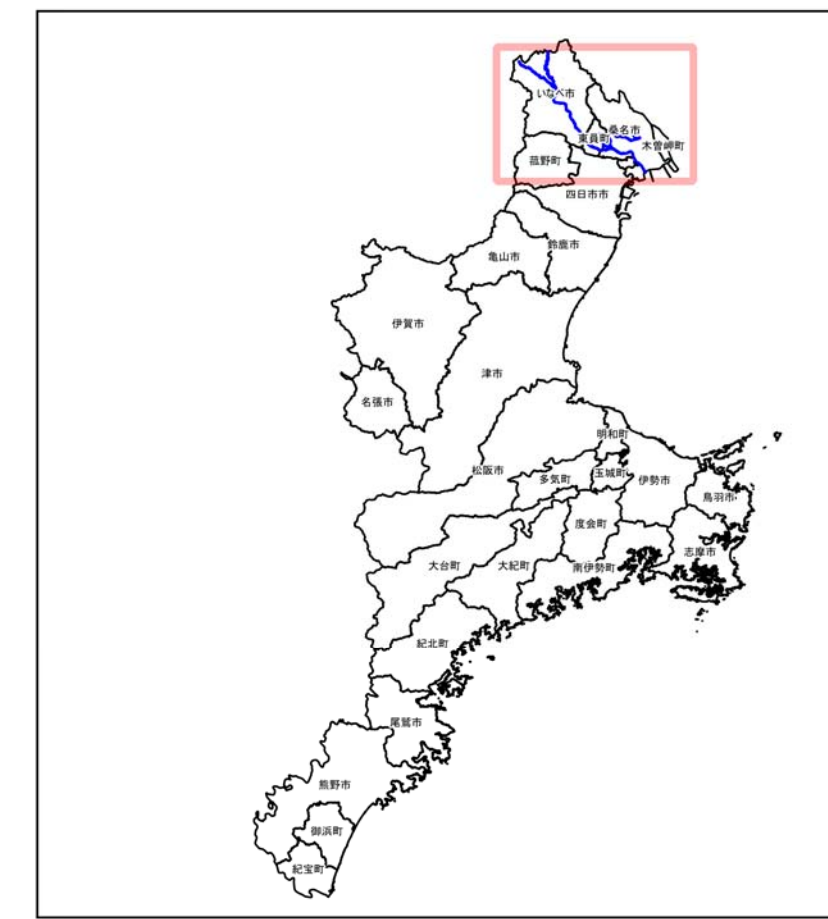 いなべ市
桑名市
東員町
木曽岬町
菰野町
四日市市
鈴鹿市
亀山市
伊賀市
津市
名張市
明和町
松阪市
多気町
玉城町
伊勢市
鳥羽市
度会町
志摩市
大台町
大紀町
南伊勢町
紀北町
尾鷲市
熊野市
御浜町
紀宝町